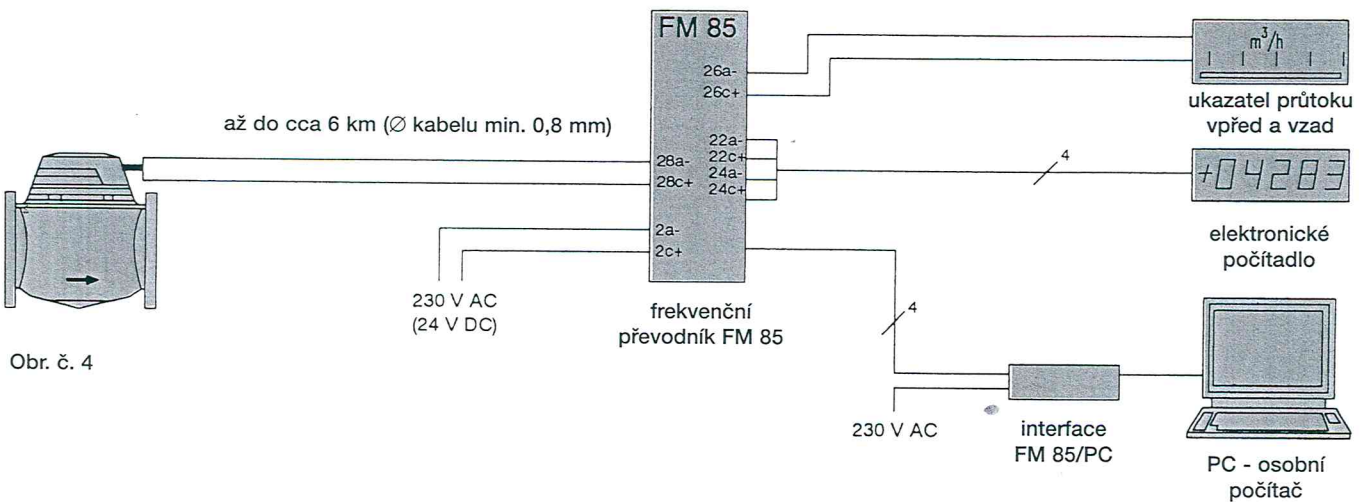 FM 85
26a-
26c+
m³/h
ukazatel průtoku
vpřed a vzad
až do cca 6 km (∅ kabelu min. 0,8 mm)
28a-
28c+
22a-
22c+
24a-
24c+
4
+04283
elektronické
počítadlo
2a-
2c+
230 V AC
(24 V DC)
frekvenční
převodník FM 85
4
Obr. č. 4
230 V AC
interface
FM 85/PC
PC - osobní
počítač